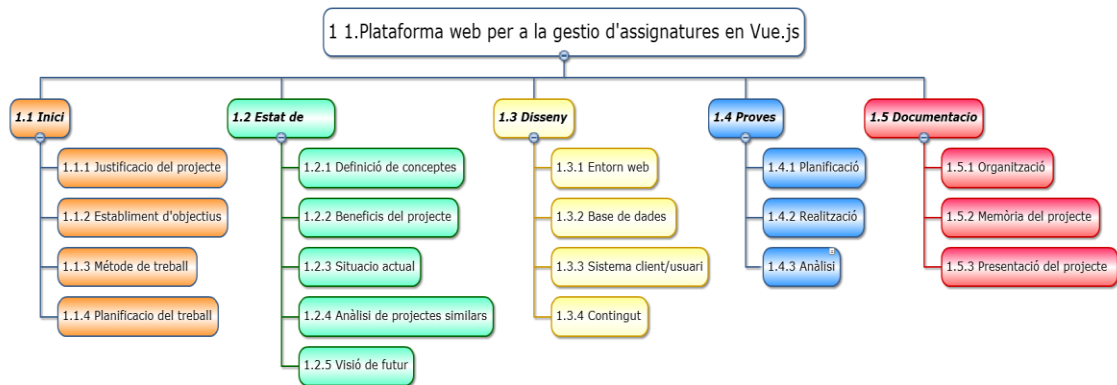 1 1.Plataforma web per a la gestio d'assignatures en Vue.js
1.1 Inici
1.1.1 Justificacio del projecte
1.1.2 Establiment d'objectius
1.1.3 Métode de treball
1.1.4 Planificacio del treball
1.2 Estat de
1.2.1 Definició de conceptes
1.2.2 Beneficis del projecte
1.2.3 Situacio actual
1.2.4 Anàlisi de projectes similars
1.2.5 Visió de futur
1.3 Disseny
1.3.1 Entorn web
1.3.2 Base de dades
1.3.3 Sistema client/usuari
1.3.4 Contingut
1.4 Proves
1.4.1 Planificació
1.4.2 Realització
1.4.3 Anàlisi
1.5 Documentacio
1.5.1 Organització
1.5.2 Memòria del projecte
1.5.3 Presentació del projecte